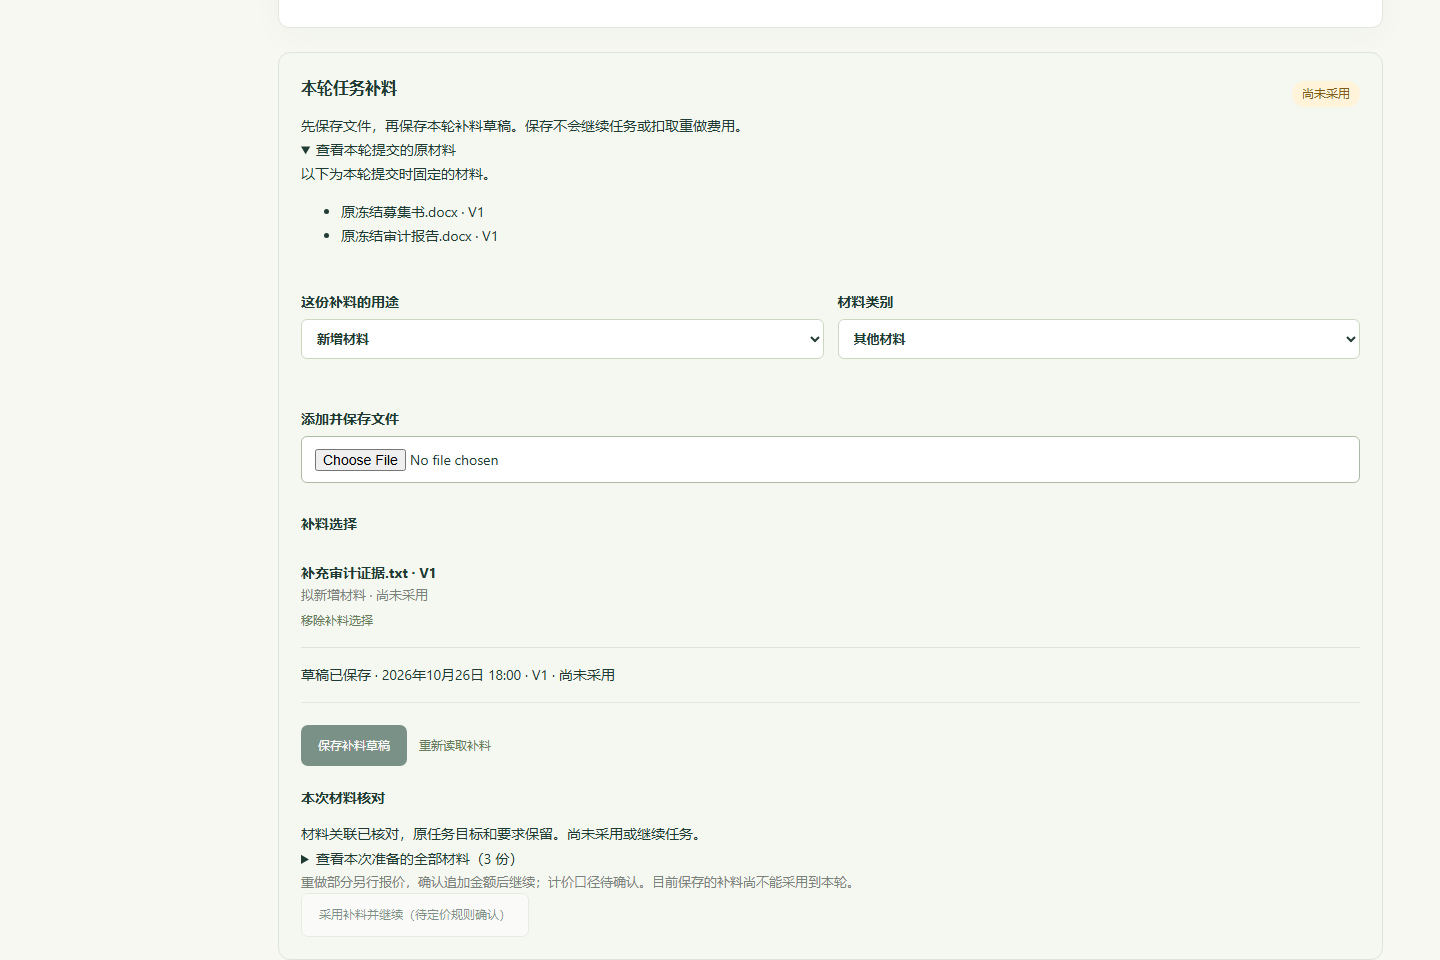 本轮任务补料
尚未采用
先保存文件，再保存本轮补料草稿。保存不会继续任务或扣取重做费用。
▼ 查看本轮提交的原材料
以下为本轮提交时固定的材料。
• 原冻结募集书.docx · V1
• 原冻结审计报告.docx · V1
这份补料的用途
材料类别
新增材料
其他材料
添加并保存文件
Choose File No file chosen
补料选择
补充审计证据.txt · V1
拟新增材料 · 尚未采用
移除补料选择
草稿已保存 · 2026年10月26日 18:00 · V1 · 尚未采用
保存补料草稿
重新读取补料
本次材料核对
材料关联已核对，原任务目标和要求保留。尚未采用或继续任务。
▶ 查看本次准备的全部材料（3 份）
重做部分另行报价，确认追加金额后继续；计价口径待确认。目前保存的补料尚不能采用到本轮。
采用补料并继续（待定价规则确认）